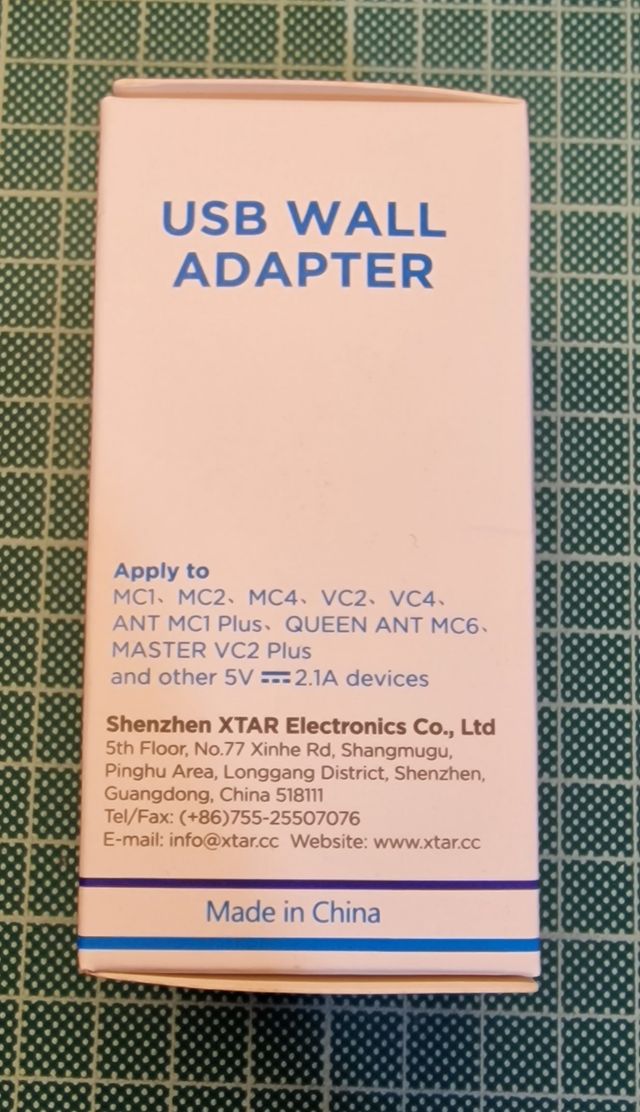 USB WALL
ADAPTER
Apply to
MC1、MC2、MC4、VC2、VC4、
ANT MC1 Plus、QUEEN ANT MC6、
MASTER VC2 Plus
and other 5V ⎓ 2.1A devices
Shenzhen XTAR Electronics Co., Ltd
5th Floor, No.77 Xinhe Rd, Shangmugu,
Pinghu Area, Longgang District, Shenzhen,
Guangdong, China 518111
Tel/Fax: (+86)755-25507076
E-mail: info@xtar.cc Website: www.xtar.cc
Made in China